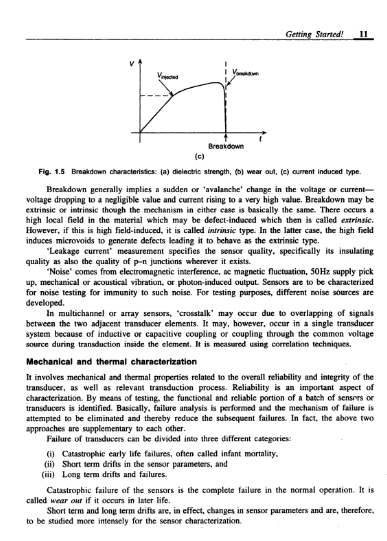 Getting Started! 11
V
Vinjected
Vbreakdown
t
Breakdown
(c)
Fig. 1.5 Breakdown characteristics: (a) dielectric strength, (b) wear out, (c) current induced type.
Breakdown generally implies a sudden or 'avalanche' change in the voltage or current—
voltage dropping to a negligible value and current rising to a very high value. Breakdown may be
extrinsic or intrinsic though the mechanism in either case is basically the same. There occurs a
high local field in the material which may be defect-induced which then is called extrinsic.
However, if this is high field-induced, it is called intrinsic type. In the latter case, the high field
induces microvoids to generate defects leading it to behave as the extrinsic type.
'Leakage current' measurement specifies the sensor quality, specifically its insulating
quality as also the quality of p–n junctions wherever it exists.
'Noise' comes from electromagnetic interference, ac magnetic fluctuation, 50Hz supply pick
up, mechanical or acoustical vibration, or photon-induced output. Sensors are to be characterized
for noise testing for immunity to such noise. For testing purposes, different noise sources are
developed.
In multichannel or array sensors, 'crosstalk' may occur due to overlapping of signals
between the two adjacent transducer elements. It may, however, occur in a single transducer
system because of inductive or capacitive coupling or coupling through the common voltage
source during transduction inside the element. It is measured using correlation techniques.
Mechanical and thermal characterization
It involves mechanical and thermal properties related to the overall reliability and integrity of the
transducer, as well as relevant transduction process. Reliability is an important aspect of
characterization. By means of testing, the functional and reliable portion of a batch of sensors or
transducers is identified. Basically, failure analysis is performed and the mechanism of failure is
attempted to be eliminated and thereby reduce the subsequent failures. In fact, the above two
approaches are supplementary to each other.
Failure of transducers can be divided into three different categories:
(i) Catastrophic early life failures, often called infant mortality,
(ii) Short term drifts in the sensor parameters, and
(iii) Long term drifts and failures.
Catastrophic failure of the sensors is the complete failure in the normal operation. It is
called wear out if it occurs in later life.
Short term and long term drifts are, in effect, changes in sensor parameters and are, therefore,
to be studied more intensely for the sensor characterization.